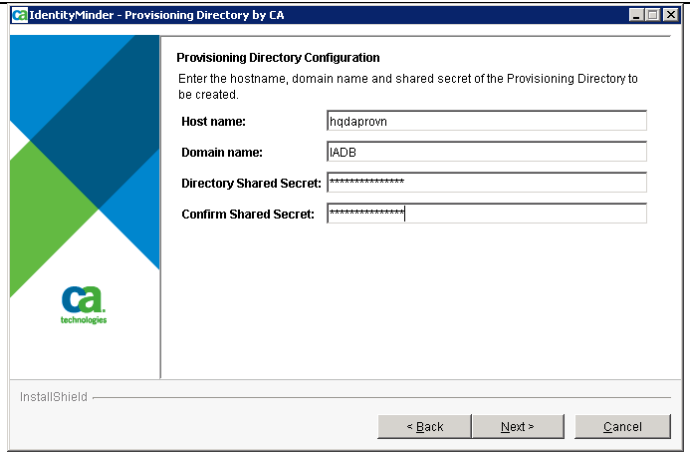 IdentityMinder - Provisioning Directory by CA
Provisioning Directory Configuration
Enter the hostname, domain name and shared secret of the Provisioning Directory to
be created.
Host name: hqdaprovn
Domain name: IADB
Directory Shared Secret: ***************
Confirm Shared Secret: ***************
ca.
technologies
InstallShield
< Back Next > Cancel